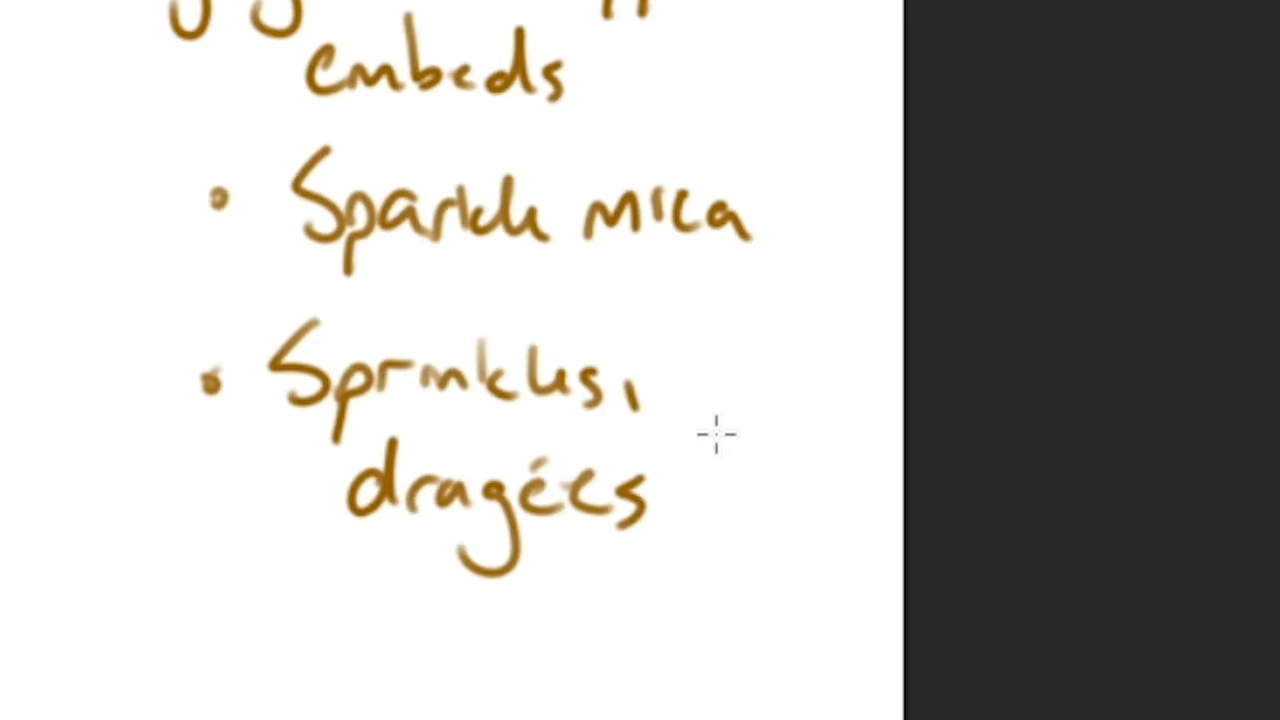 embeds
• Sparkle mica
• Sprinkles,
dragées